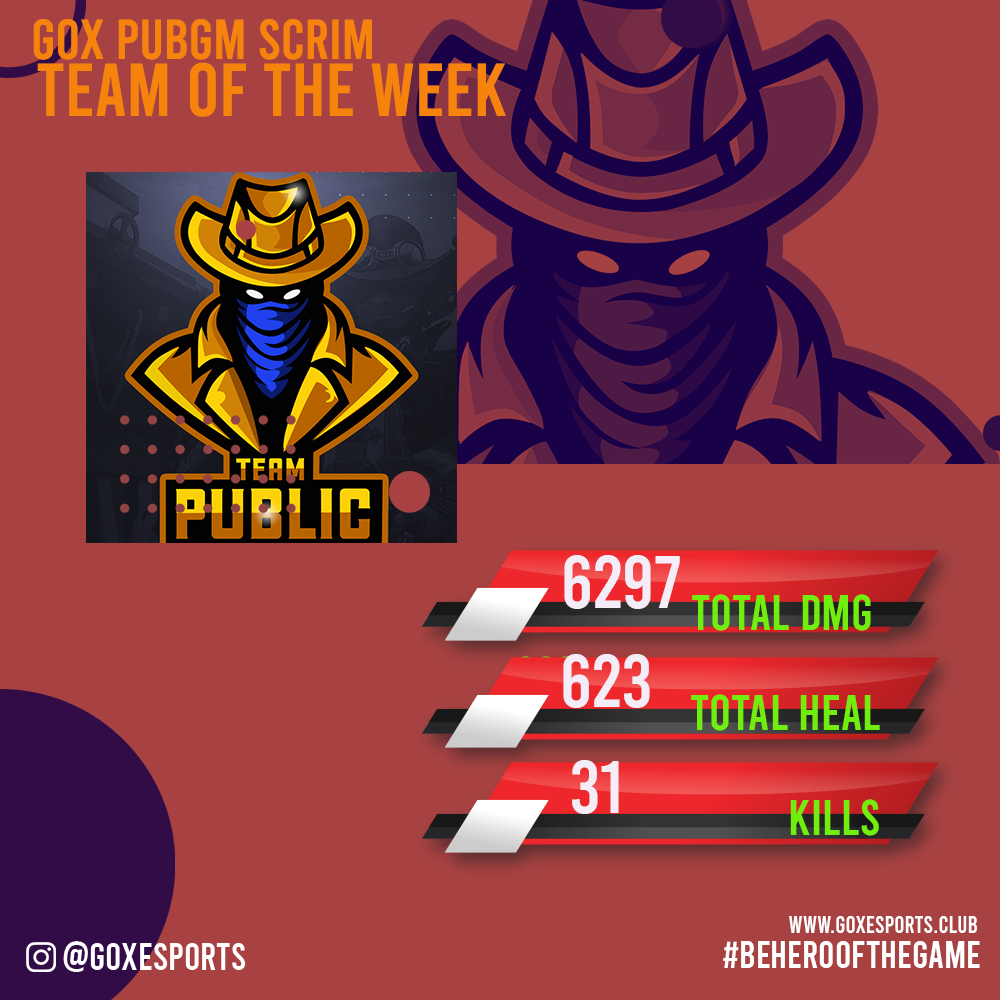 GOX PUBGM SCRIM
TEAM OF THE WEEK
TEAM
PUBLIC
6297
TOTAL DMG
623
TOTAL HEAL
31
KILLS
WWW.GOXESPORTS.CLUB
@GOXESPORTS
#BEHEROOFTHEGAME